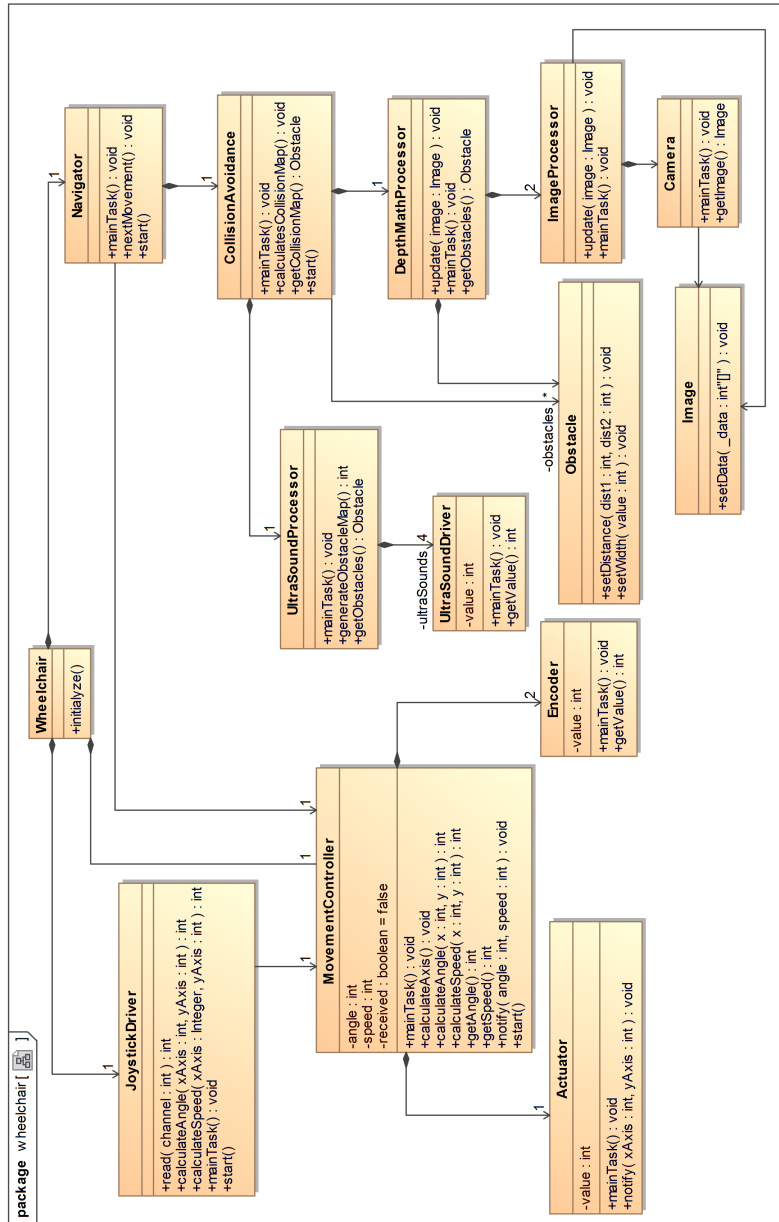 package wheelchair [ ]
Wheelchair
+initialyze()
1
1
1
JoystickDriver
+read( channel : int ) : int
+calculateAngle( xAxis : int, yAxis : int ) : int
+calculateSpeed( xAxis : Integer, yAxis : int ) : int
+mainTask() : void
+start()
1
1
Navigator
+mainTask() : void
+nextMovement() : void
+start()
1
MovementController
-angle : int
-speed : int
-received : boolean = false
+mainTask() : void
+calculateAxis() : void
+calculateAngle( x : int, y : int ) : int
+calculateSpeed( x : int, y : int ) : int
+getAngle() : int
+getSpeed() : int
+notify( angle : int, speed : int ) : void
+start()
1
UltraSoundProcessor
+mainTask() : void
+generateObstacleMap() : int
+getObstacles() : Obstacle
CollisionAvoidance
+mainTask() : void
+calculatesCollisionMap() : void
+getCollisionMap() : Obstacle
+start()
1
DepthMathProcessor
+update( image : Image ) : void
+mainTask() : void
+getObstacles() : Obstacle
-ultraSounds
4
UltraSoundDriver
-value : int
+mainTask() : void
+getValue() : int
1
Actuator
-value : int
+mainTask() : void
+notify( xAxis : int, yAxis : int ) : void
2
Encoder
-value : int
+mainTask() : void
+getValue() : int
-obstacles
*
Obstacle
+setDistance( dist1 : int, dist2 : int ) : void
+setWidth( value : int ) : void
2
ImageProcessor
+update( image : Image ) : void
+mainTask() : void
Camera
+mainTask() : void
+getImage() : Image
Image
+setData( _data : int"[]" ) : void